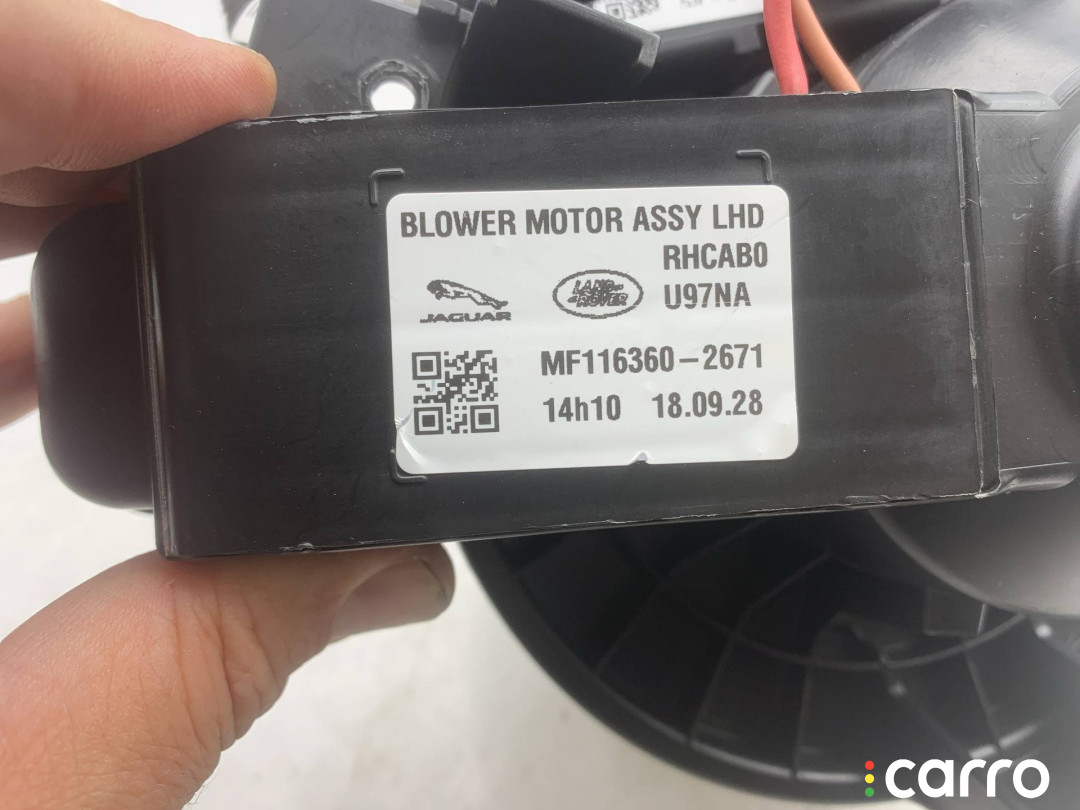 BLOWER MOTOR ASSY LHD
RHCAB0
U97NA
JAGUAR
LAND ROVER
MF116360-2671
14h10 18.09.28
carro